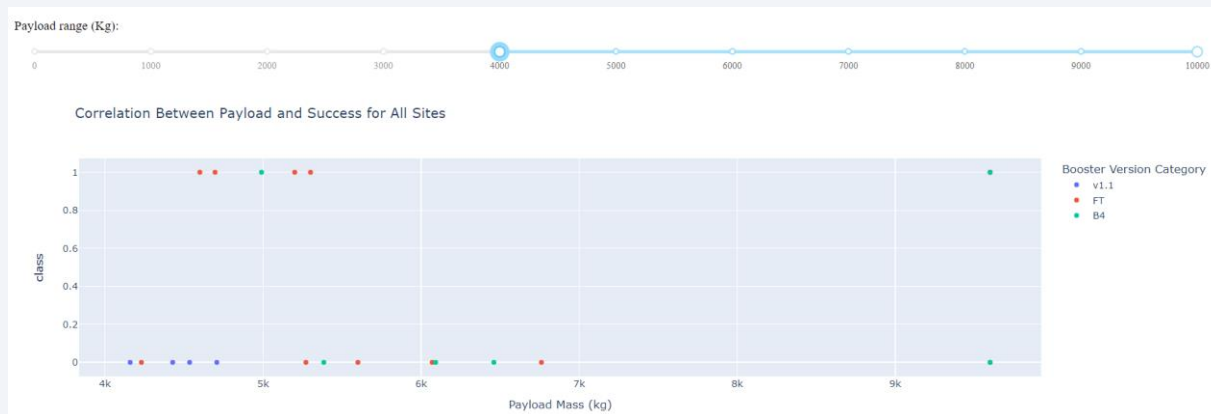 Payload range (Kg):
0 1000 2000 3000 4000 5000 6000 7000 8000 9000 10000
Correlation Between Payload and Success for All Sites
Booster Version Category
v1.1
FT
B4
1
0.8
0.6
0.4
0.2
0
class
4k 5k 6k 7k 8k 9k
Payload Mass (kg)